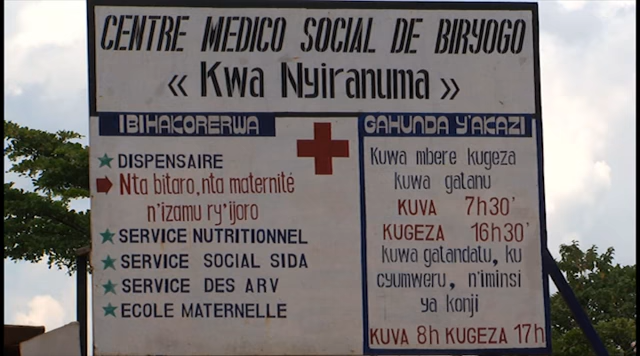 CENTRE MEDICO SOCIAL DE BIRYOGO
« Kwa Nyiranuma »
IBIHAKORERWA
DISPENSAIRE
Nta bitaro, nta maternité
n'izamu ry'ijoro
SERVICE NUTRITIONNEL
SERVICE SOCIAL SIDA
SERVICE DES ARV
ECOLE MATERNELLE
GAHUNDA Y'AKAZI
Kuwa mbere kugeza
kuwa gatanu
KUVA 7h30'
KUGEZA 16h30'
kuwa gatandatu, ku
cyumweru, n'iminsi
ya konji
KUVA 8h KUGEZA 17h